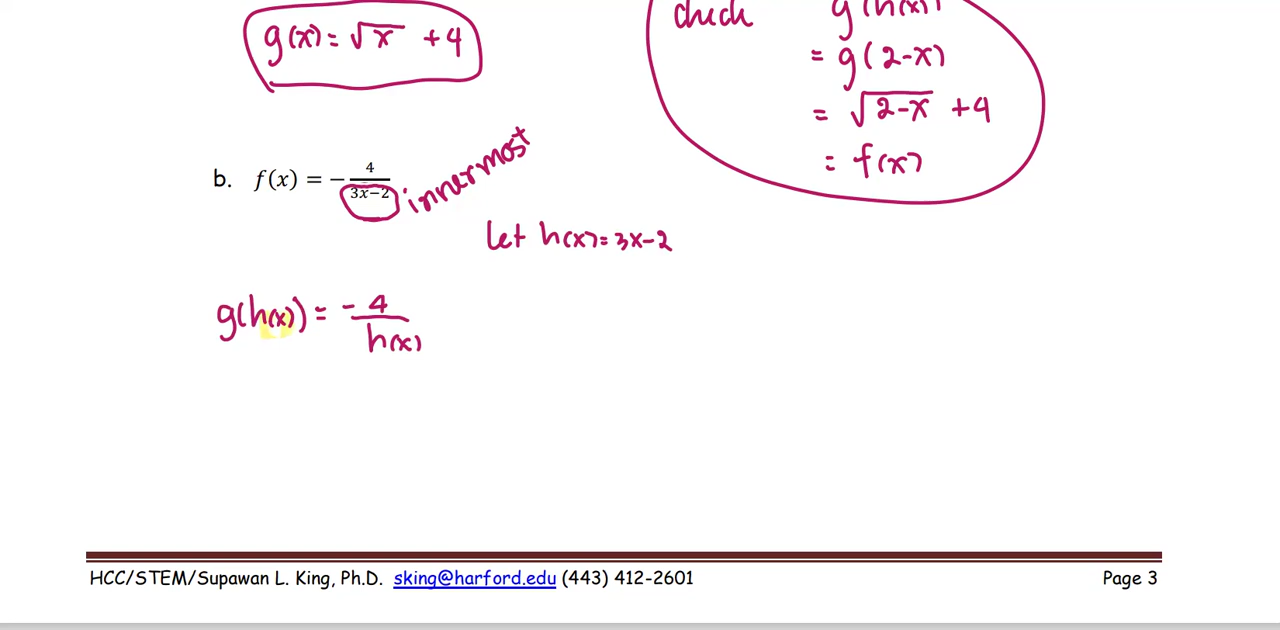 g(x) = √x + 4
check g(h(x))
= g(2-x)
= √2-x + 4
= f(x)
b. f(x) = − 4/3x−2 innermost
let h(x) = 3x-2
g(h(x)) = -4/h(x)
HCC/STEM/Supawan L. King, Ph.D. sking@harford.edu (443) 412-2601 Page 3